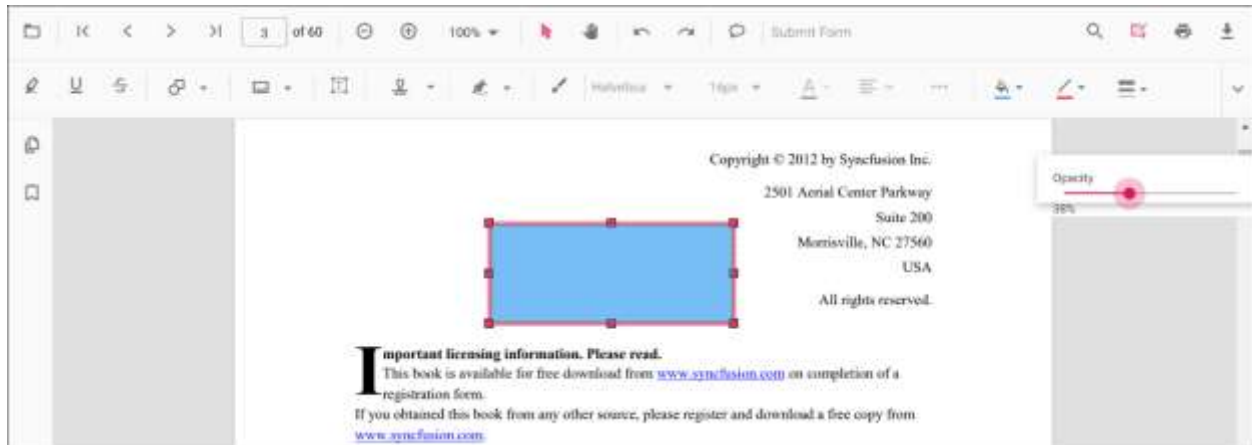 3 of 60 100% Submit Form
Helvetica 16px
Copyright © 2012 by Syncfusion Inc.
2501 Aerial Center Parkway
Suite 200
Morrisville, NC 27560
USA
All rights reserved.
Opacity
38%
Important licensing information. Please read.
This book is available for free download from www.syncfusion.com on completion of a
registration form.
If you obtained this book from any other source, please register and download a free copy from
www.syncfusion.com.